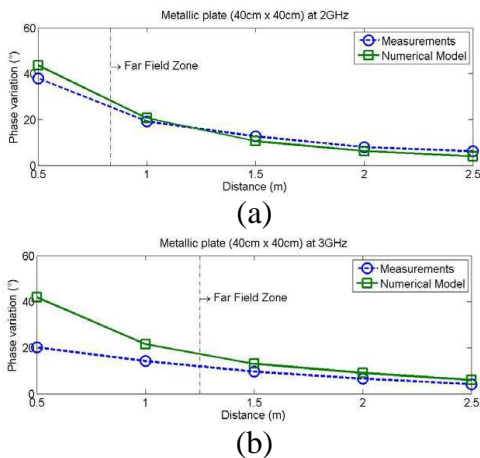 Metallic plate (40cm x 40cm) at 2GHz
60
40
20
0
Phase variation (°)
→ Far Field Zone
Measurements
Numerical Model
0.5 1 1.5 2 2.5
Distance (m)
(a)
Metallic plate (40cm x 40cm) at 3GHz
60
40
20
0
Phase variation (°)
→ Far Field Zone
Measurements
Numerical Model
0.5 1 1.5 2 2.5
Distance (m)
(b)